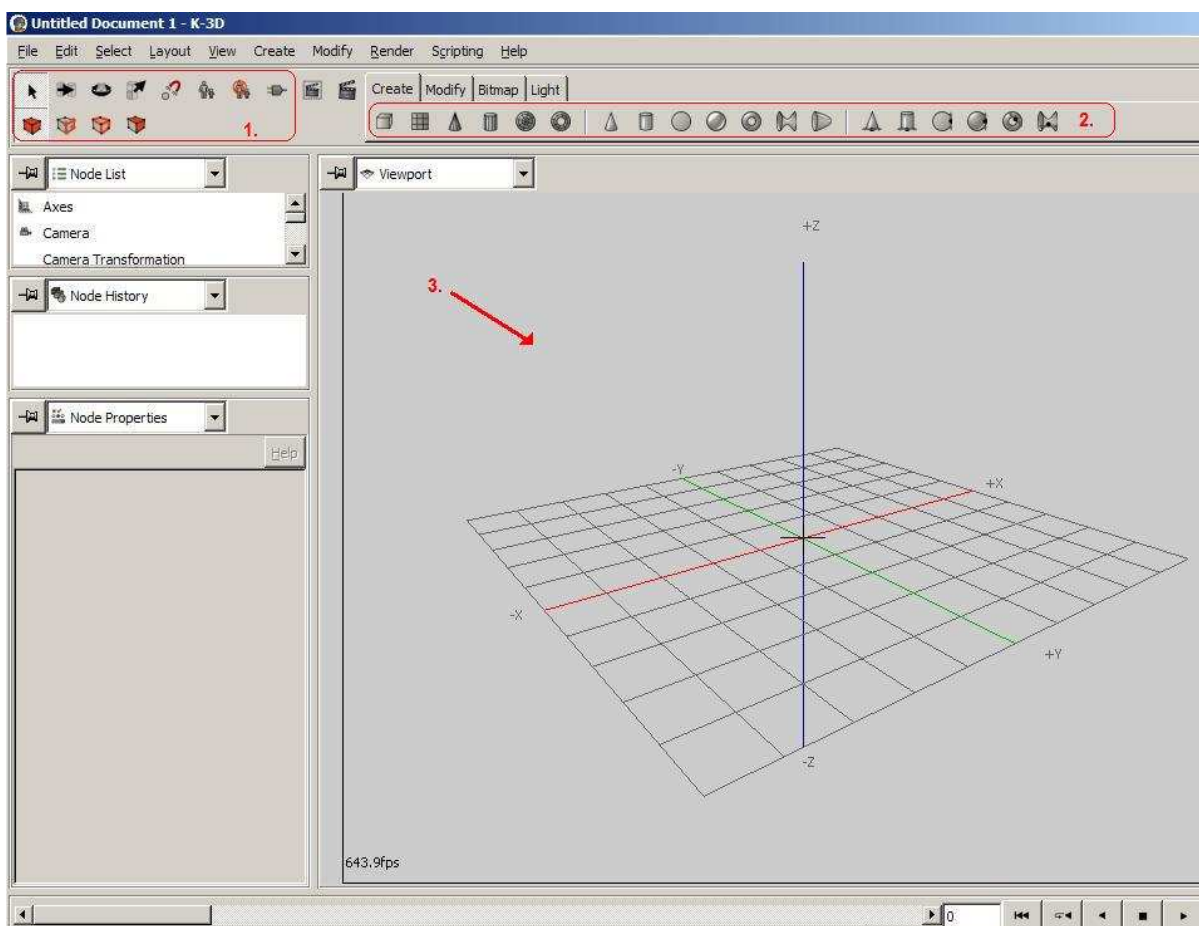 Untitled Document 1 - K-3D
File Edit Select Layout View Create Modify Render Scripting Help
Create Modify Bitmap Light
1.
2.
Node List
Viewport
Axes
Camera
Camera Transformation
+Z
Node History
3.
Node Properties
Help
-Y
+X
-X
+Y
-Z
643.9fps
0